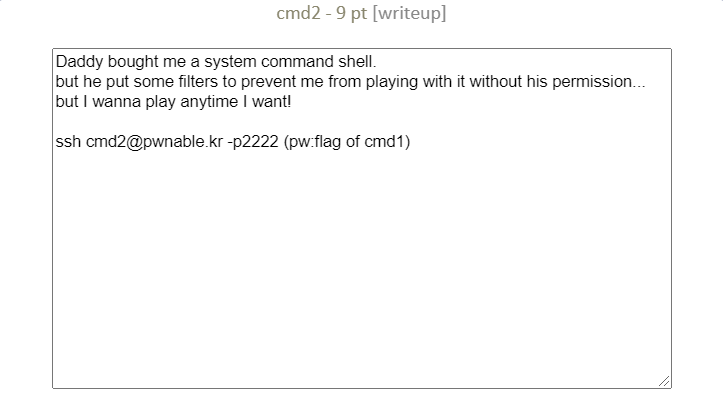 cmd2 - 9 pt [writeup]
Daddy bought me a system command shell.
but he put some filters to prevent me from playing with it without his permission...
but I wanna play anytime I want!
ssh cmd2@pwnable.kr -p2222 (pw:flag of cmd1)